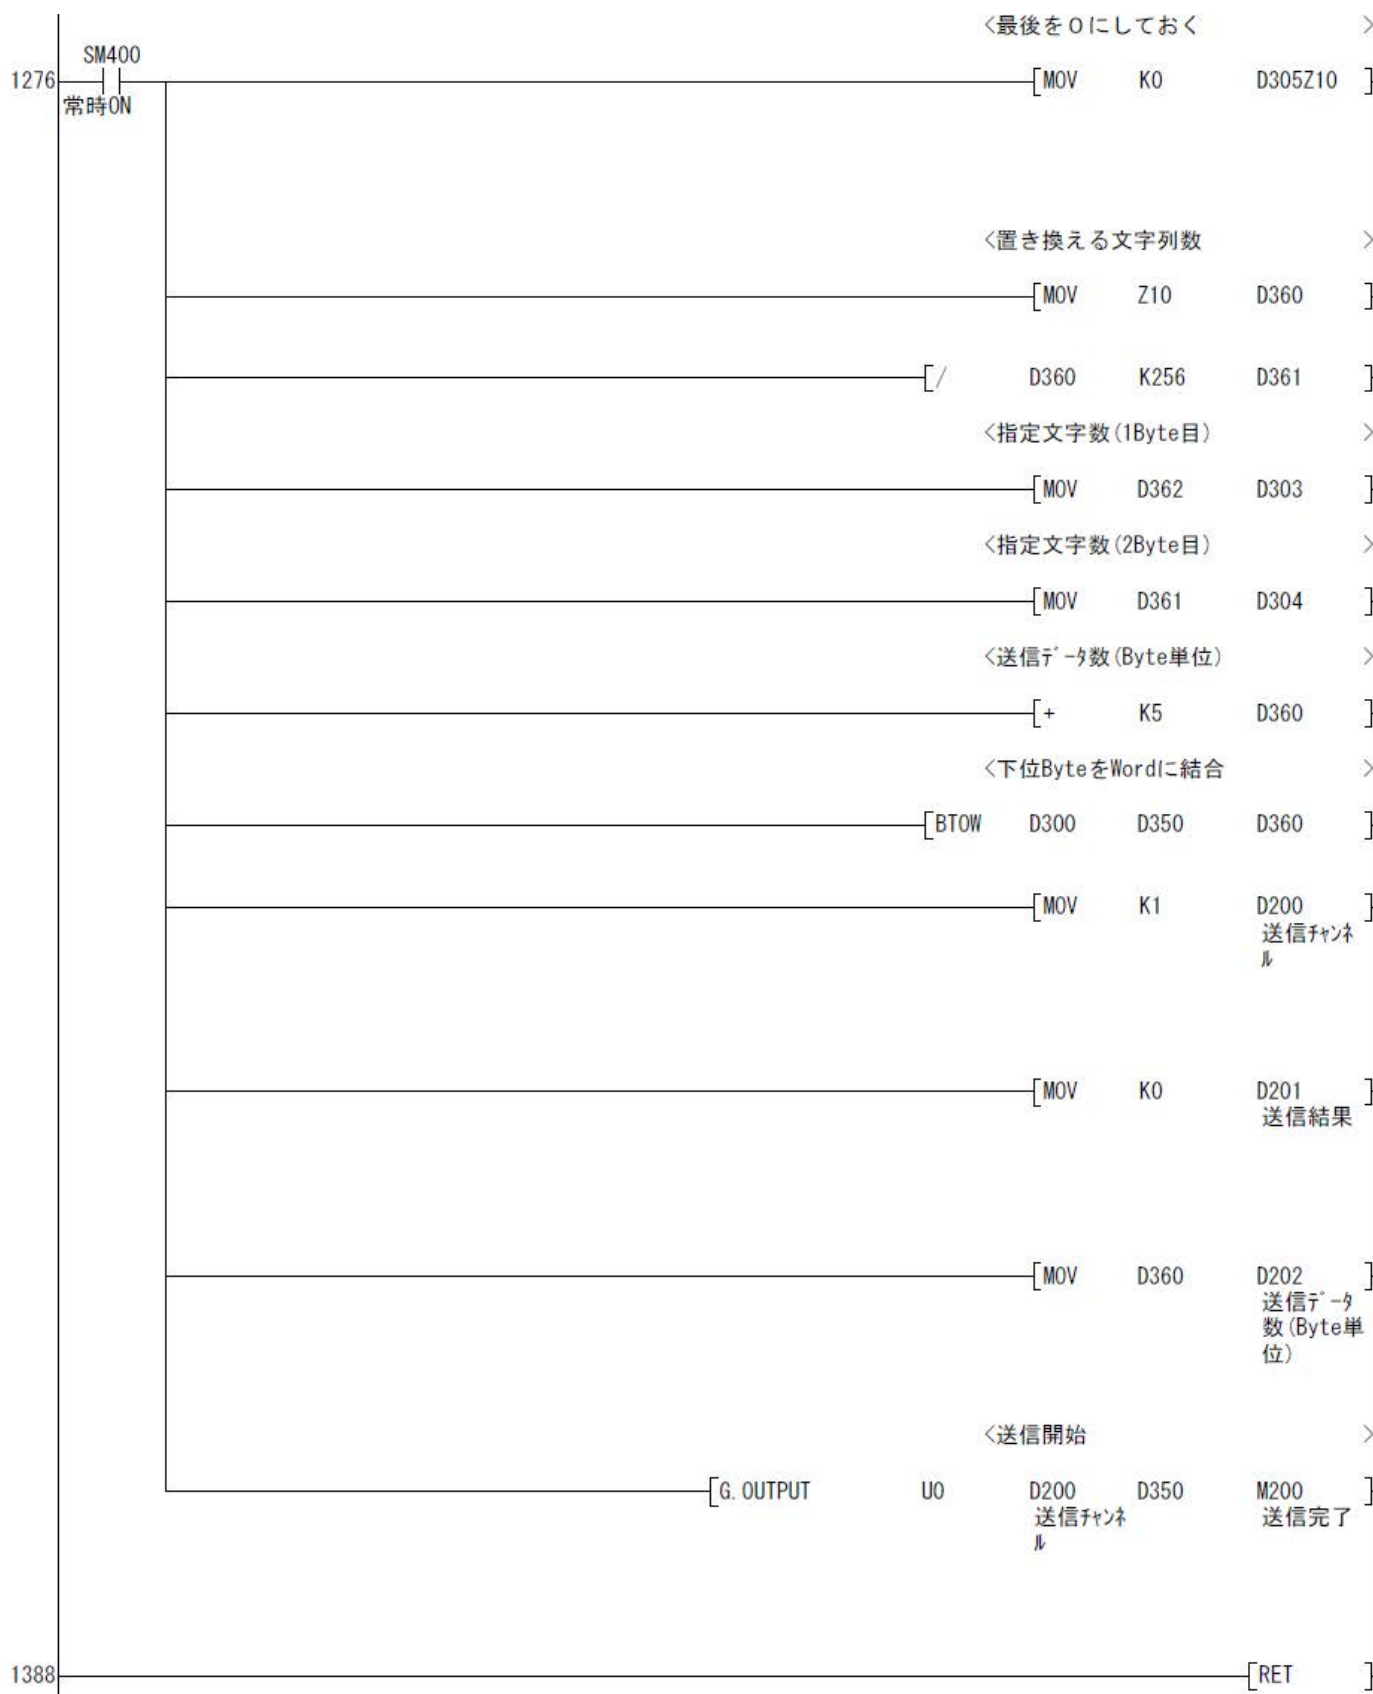 <最後を０にしておく >
SM400
1276 [MOV K0 D305Z10 ]
常時ON
<置き換える文字列数 >
[MOV Z10 D360 ]
[/ D360 K256 D361 ]
<指定文字数(1Byte目) >
[MOV D362 D303 ]
<指定文字数(2Byte目) >
[MOV D361 D304 ]
<送信ﾃﾞｰﾀ数(Byte単位) >
[+ K5 D360 ]
<下位ByteをWordに結合 >
[BTOW D300 D350 D360 ]
[MOV K1 D200 ]
送信ﾁｬﾝﾈ
ﾙ
[MOV K0 D201 ]
送信結果
[MOV D360 D202 ]
送信ﾃﾞｰﾀ
数(Byte単
位)
<送信開始 >
[G.OUTPUT U0 D200 D350 M200 ]
送信ﾁｬﾝﾈ 送信完了
ﾙ
1388 [RET ]